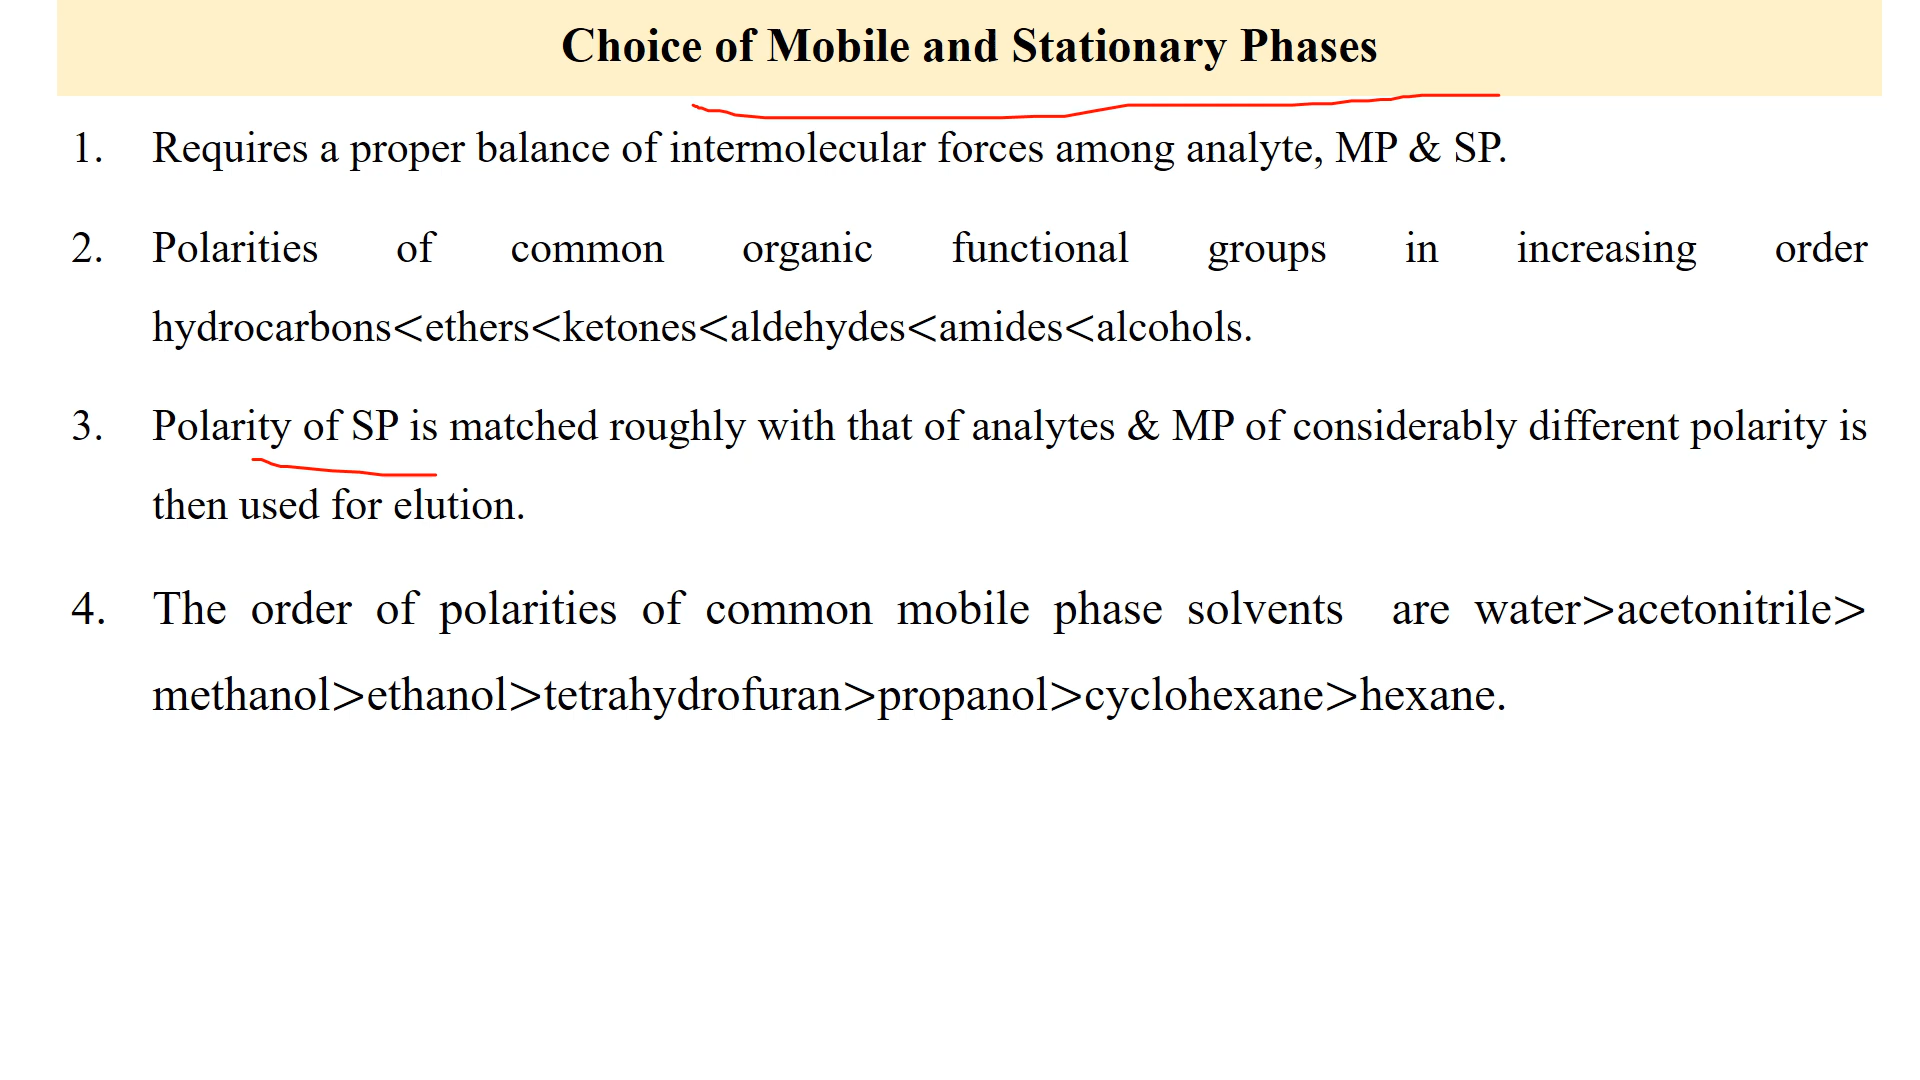 Choice of Mobile and Stationary Phases
1. Requires a proper balance of intermolecular forces among analyte, MP & SP.
2. Polarities of common organic functional groups in increasing order
hydrocarbons<ethers<ketones<aldehydes<amides<alcohols.
3. Polarity of SP is matched roughly with that of analytes & MP of considerably different polarity is
then used for elution.
4. The order of polarities of common mobile phase solvents are water>acetonitrile>
methanol>ethanol>tetrahydrofuran>propanol>cyclohexane>hexane.